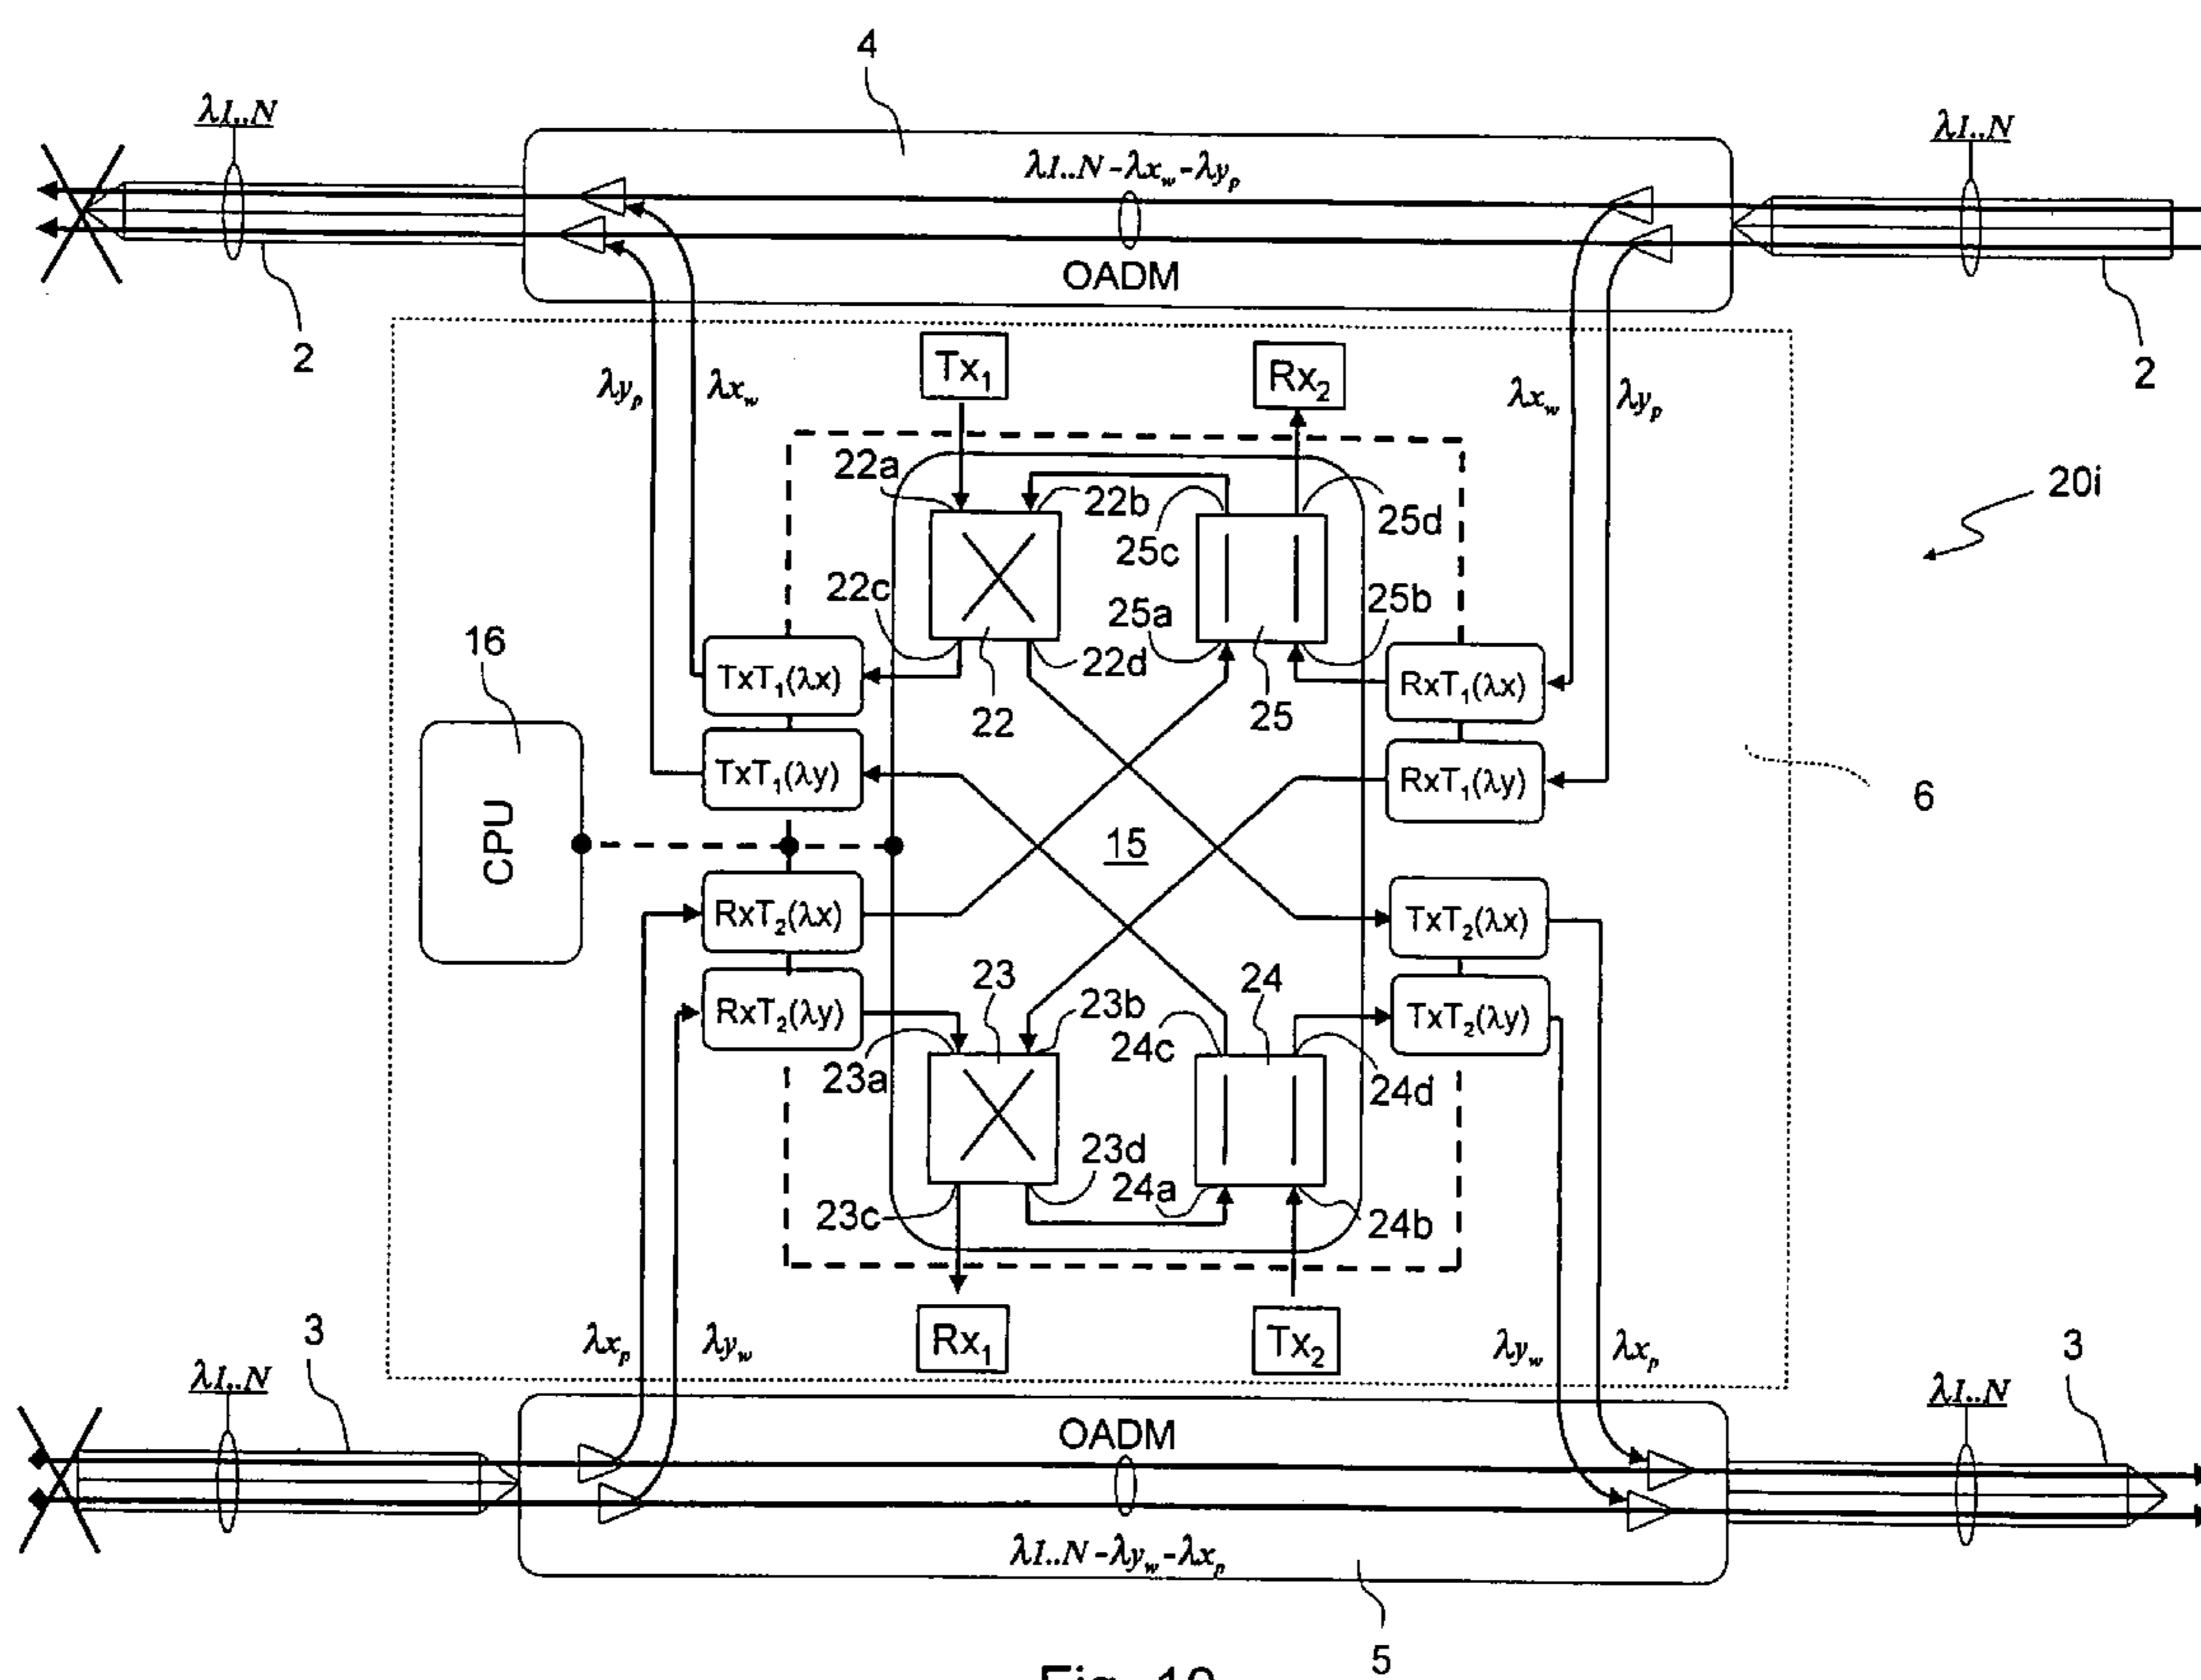 4
λ1..N
λ1..N
λ1..N-λxw-λyp
OADM
2
2
λyp
λxw
Tx1
Rx2
λxw
λyp
20i
22a
22b
25c
25d
22c
22d
25a
25b
22
25
16
CPU
TxT1(λx)
TxT1(λy)
RxT1(λx)
RxT1(λy)
6
15
RxT2(λx)
RxT2(λy)
TxT2(λx)
TxT2(λy)
23
23b
24
24c
23a
24d
23d
24a
23c
24b
Rx1
Tx2
λxp
λyw
λyw
λxp
3
3
λ1..N
λ1..N
OADM
λ1..N-λyw-λxp
5